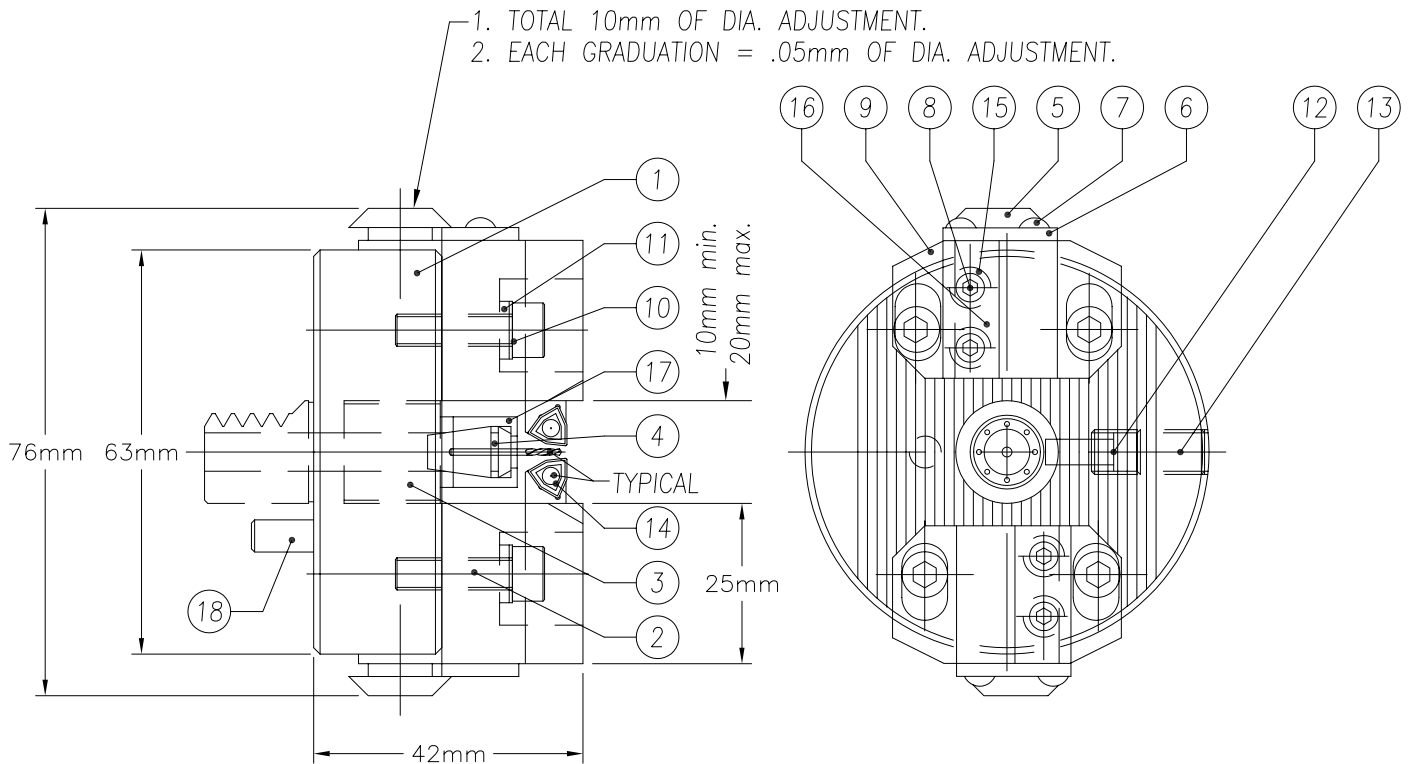 1. TOTAL 10mm OF DIA. ADJUSTMENT.
2. EACH GRADUATION = .05mm OF DIA. ADJUSTMENT.
16
9
8
15
5
7
6
12
13
1
11
10
17
4
14
3
2
18
10mm min.
20mm max.
76mm
63mm
TYPICAL
25mm
42mm